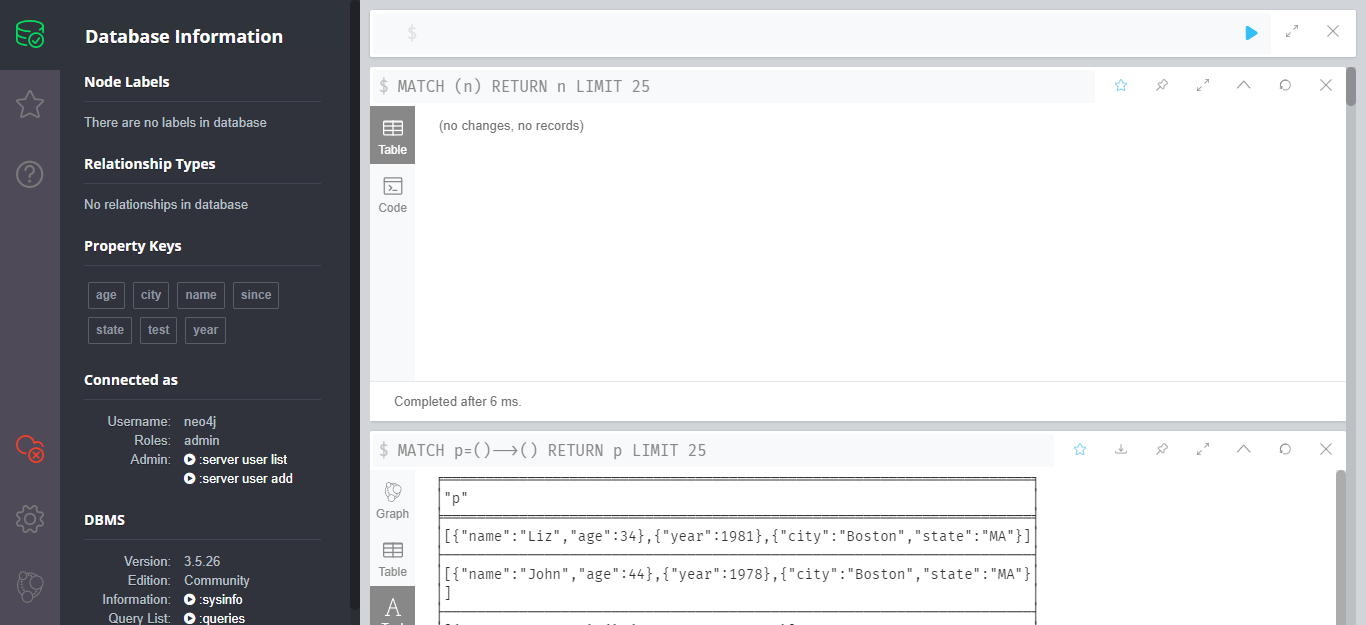 Database Information
Node Labels
There are no labels in database
Relationship Types
No relationships in database
Property Keys
age city name since
state test year
Connected as
Username: neo4j
Roles: admin
Admin: :server user list
:server user add
DBMS
Version: 3.5.26
Edition: Community
Information: :sysinfo
Query List: :queries
$
$ MATCH (n) RETURN n LIMIT 25
Table
(no changes, no records)
Code
Completed after 6 ms.
$ MATCH p=()-->() RETURN p LIMIT 25
Graph
Table
A
"p"
[{"name":"Liz","age":34},{"year":1981},{"city":"Boston","state":"MA"}]
[{"name":"John","age":44},{"year":1978},{"city":"Boston","state":"MA"}
]